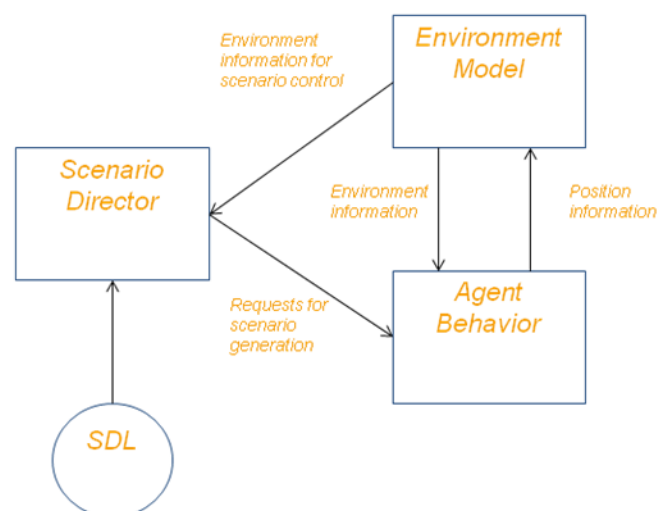 Environment
information for
scenario control
Environment
Model
Scenario
Director
Environment
information
Position
information
Requests for
scenario
generation
Agent
Behavior
SDL